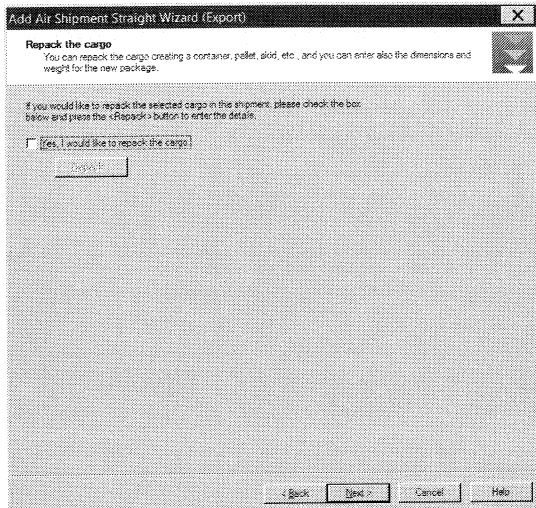 Add Air Shipment Straight Wizard (Export)
Repack the cargo
You can repack the cargo creating a container, pallet, skid, etc., and you can enter also the dimensions and
weight for the new package.
If you would like to repack the selected cargo in this shipment, please check the box
below and press the <Repack> button to enter the details.
Yes, I would like to repack the cargo
Repack
< Back Next > Cancel Help